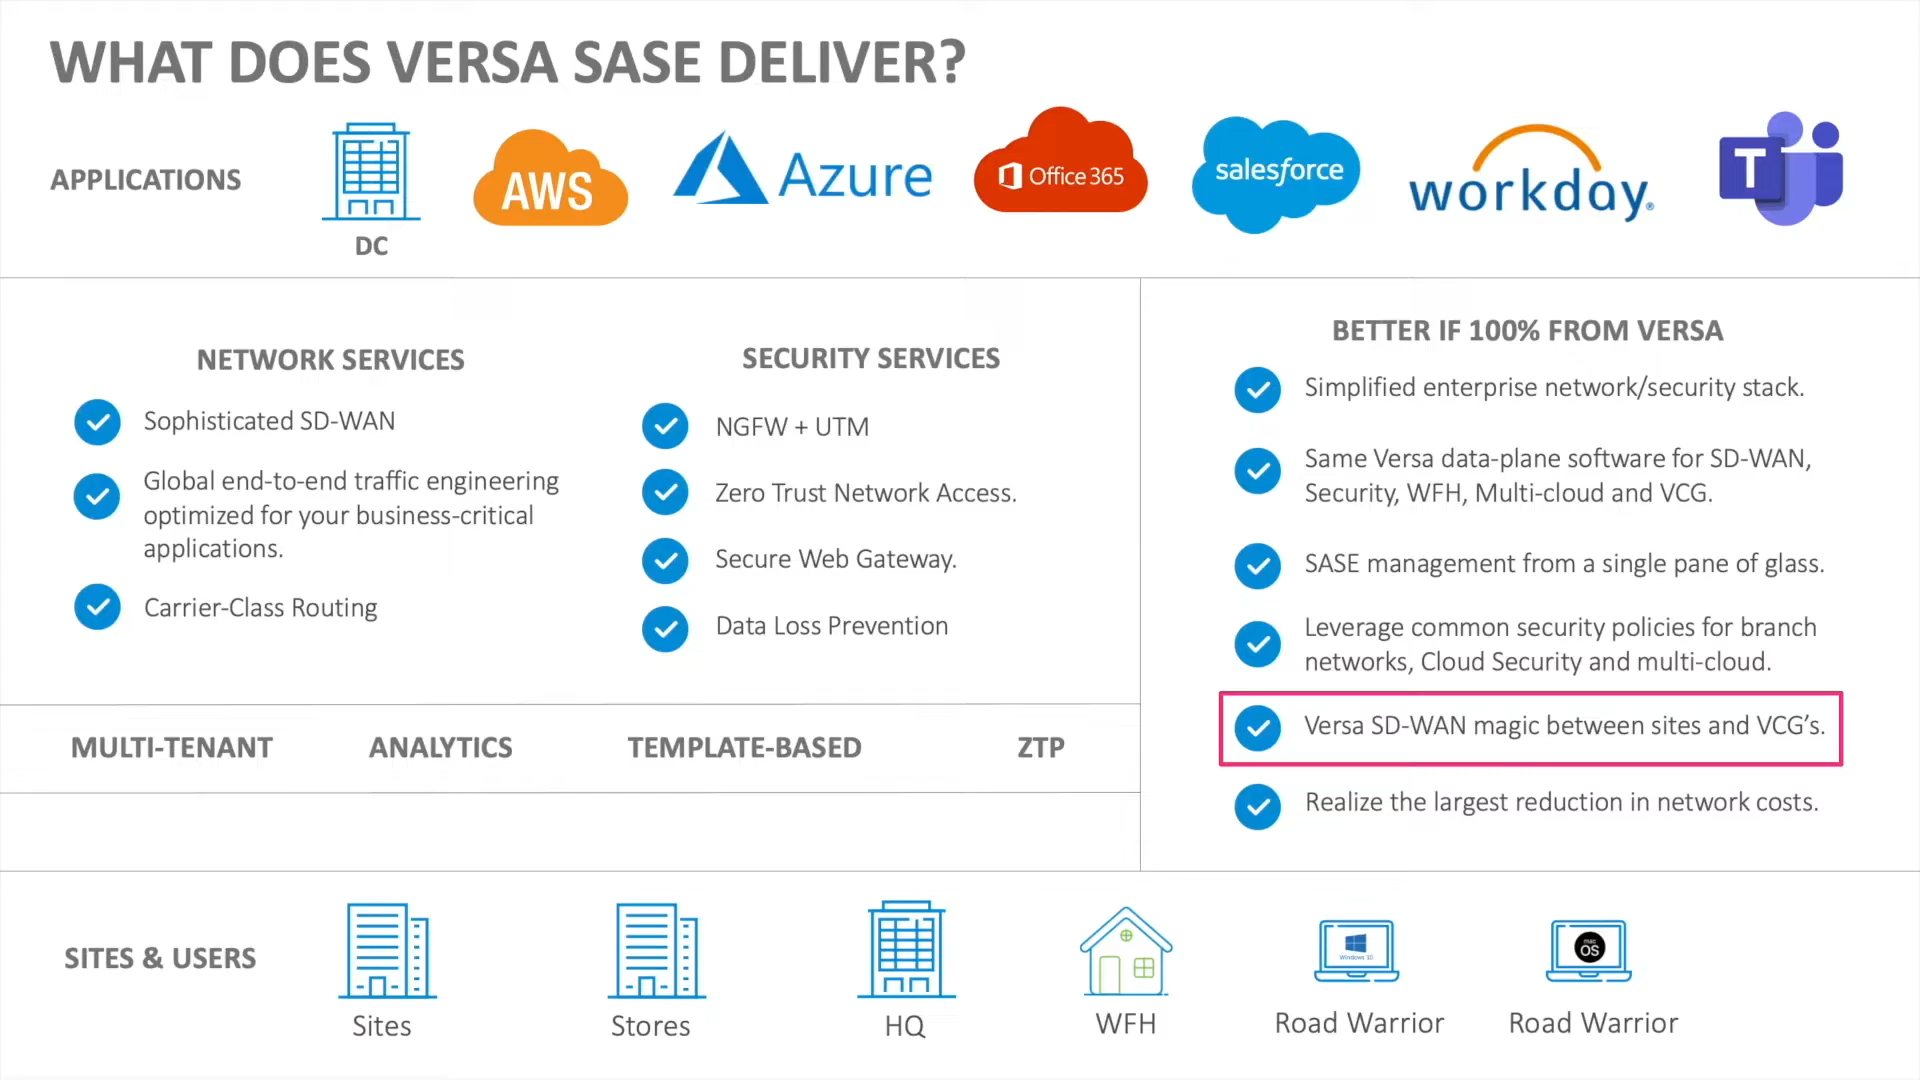 WHAT DOES VERSA SASE DELIVER?
APPLICATIONS
DC
AWS
Azure
Office 365
salesforce
workday®
T
NETWORK SERVICES
Sophisticated SD-WAN
Global end-to-end traffic engineering
optimized for your business-critical
applications.
Carrier-Class Routing
SECURITY SERVICES
NGFW + UTM
Zero Trust Network Access.
Secure Web Gateway.
Data Loss Prevention
BETTER IF 100% FROM VERSA
Simplified enterprise network/security stack.
Same Versa data-plane software for SD-WAN,
Security, WFH, Multi-cloud and VCG.
SASE management from a single pane of glass.
Leverage common security policies for branch
networks, Cloud Security and multi-cloud.
Versa SD-WAN magic between sites and VCG’s.
Realize the largest reduction in network costs.
MULTI-TENANT ANALYTICS TEMPLATE-BASED ZTP
SITES & USERS
Sites
Stores
HQ
WFH
Windows 10
Road Warrior
mac
OS
Road Warrior